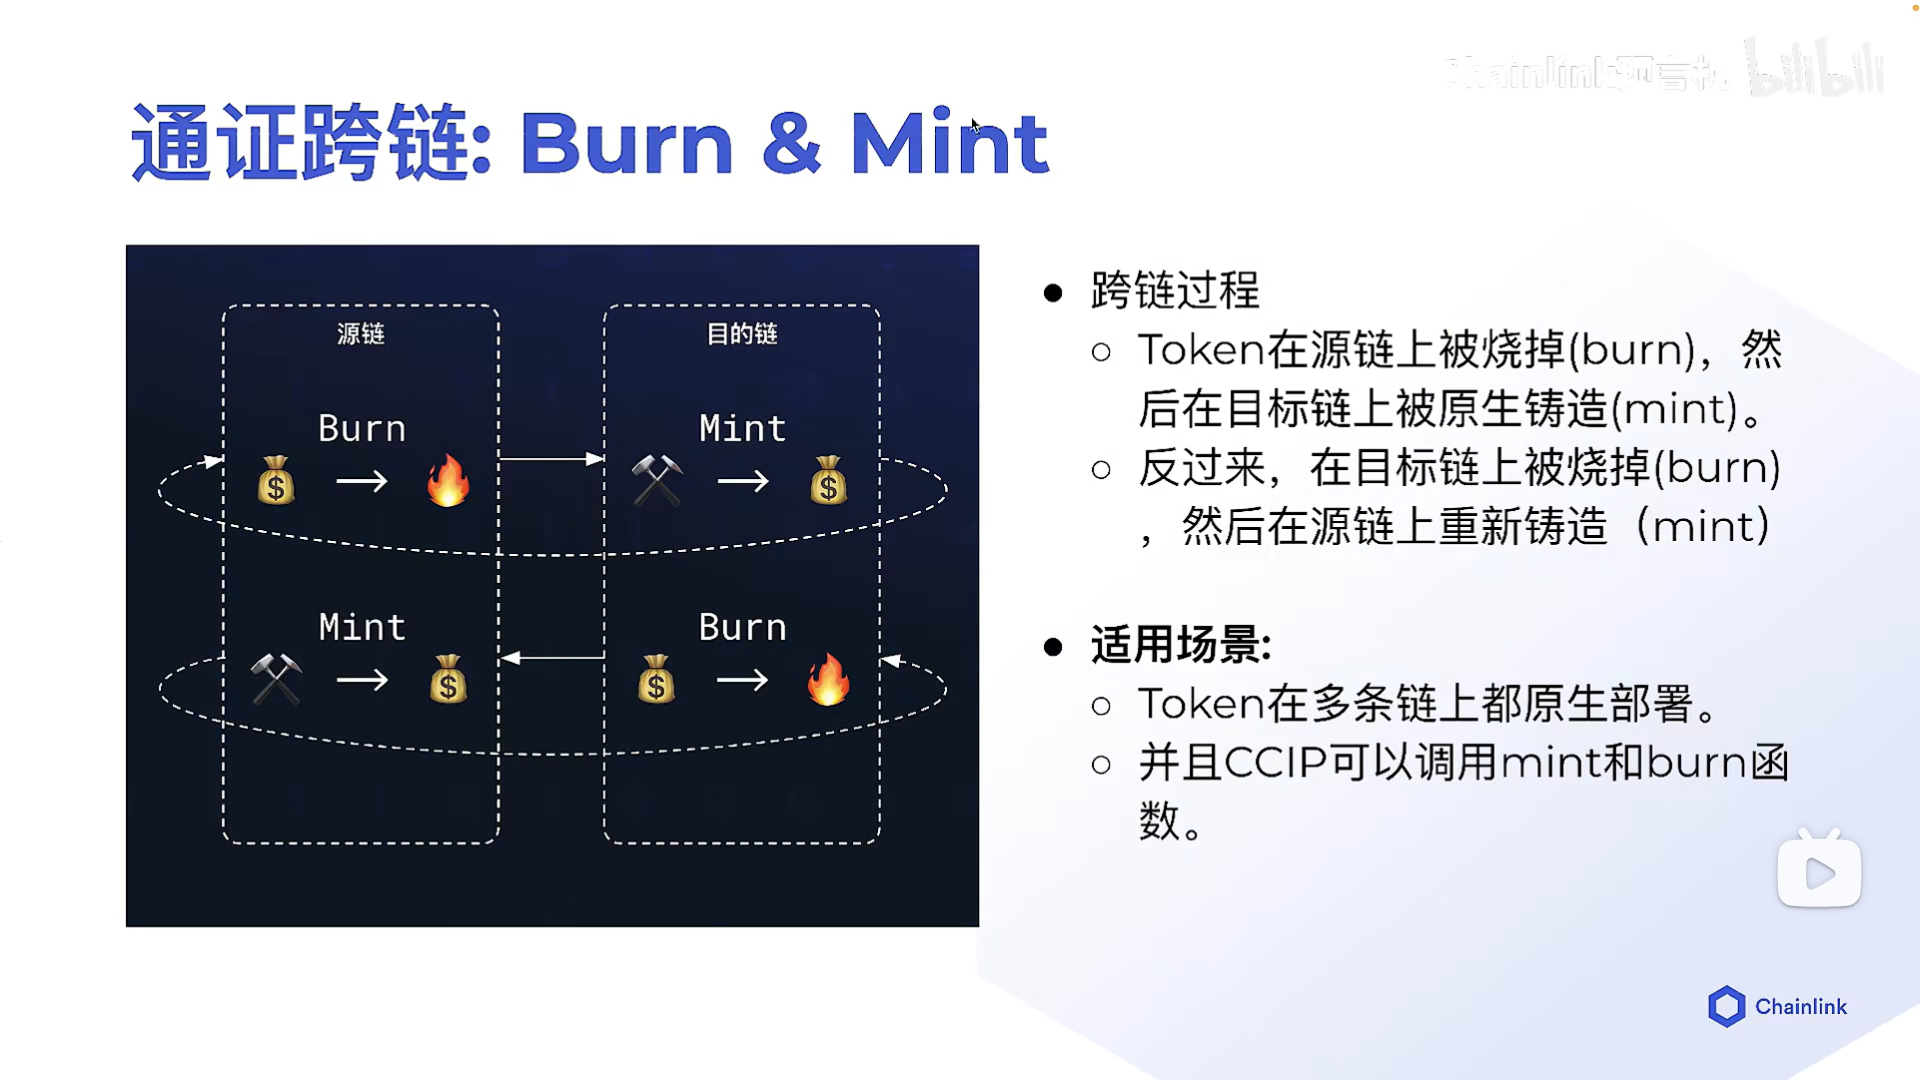 Chainlink预言机 bilibili
通证跨链: Burn & Mint
源链
目的链
Burn
Mint
Mint
Burn
跨链过程
Token在源链上被烧掉(burn)，然
后在目标链上被原生铸造(mint)。
反过来，在目标链上被烧掉(burn)
，然后在源链上重新铸造（mint）
适用场景:
Token在多条链上都原生部署。
并且CCIP可以调用mint和burn函
数。
Chainlink